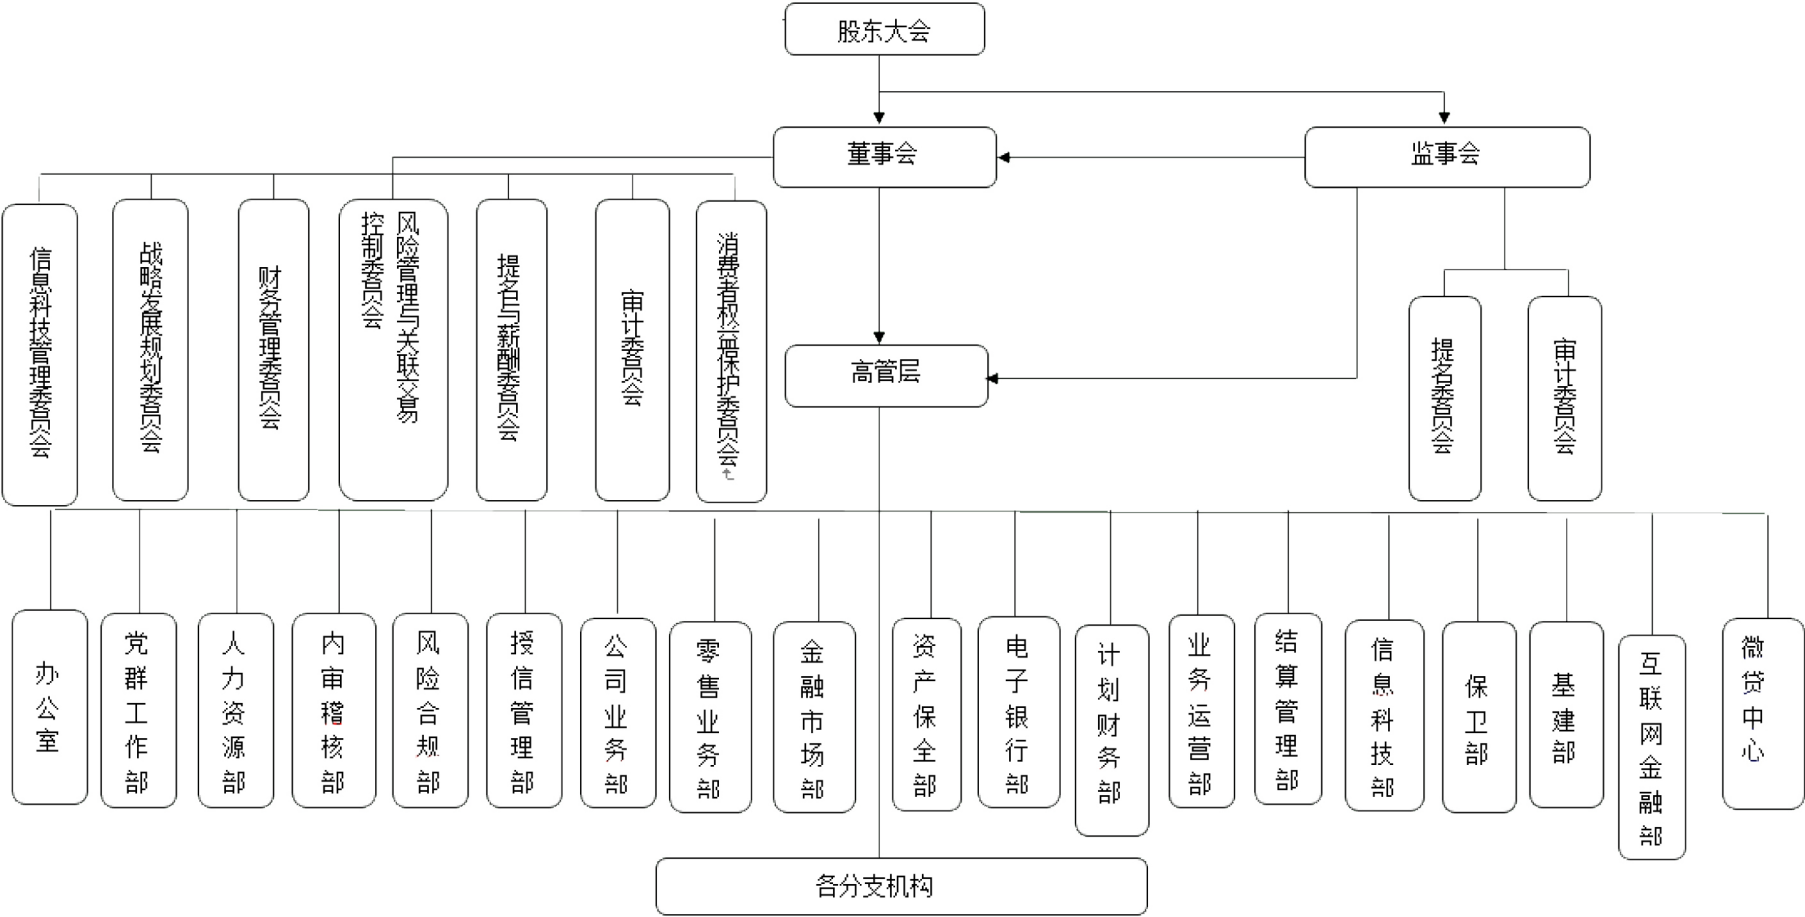 股东大会
董事会
监事会
信息科技管理委员会
战略发展规划委员会
财务管理委员会
风险管理与关联交易
控制委员会
提名与薪酬委员会
审计委员会
消费者权益保护委员会
高管层
提名委员会
审计委员会
办公室
党群工作部
人力资源部
内审稽核部
风险合规部
授信管理部
公司业务部
零售业务部
金融市场部
资产保全部
电子银行部
计划财务部
业务运营部
结算管理部
信息科技部
保卫部
基建部
互联网金融部
微贷中心
各分支机构